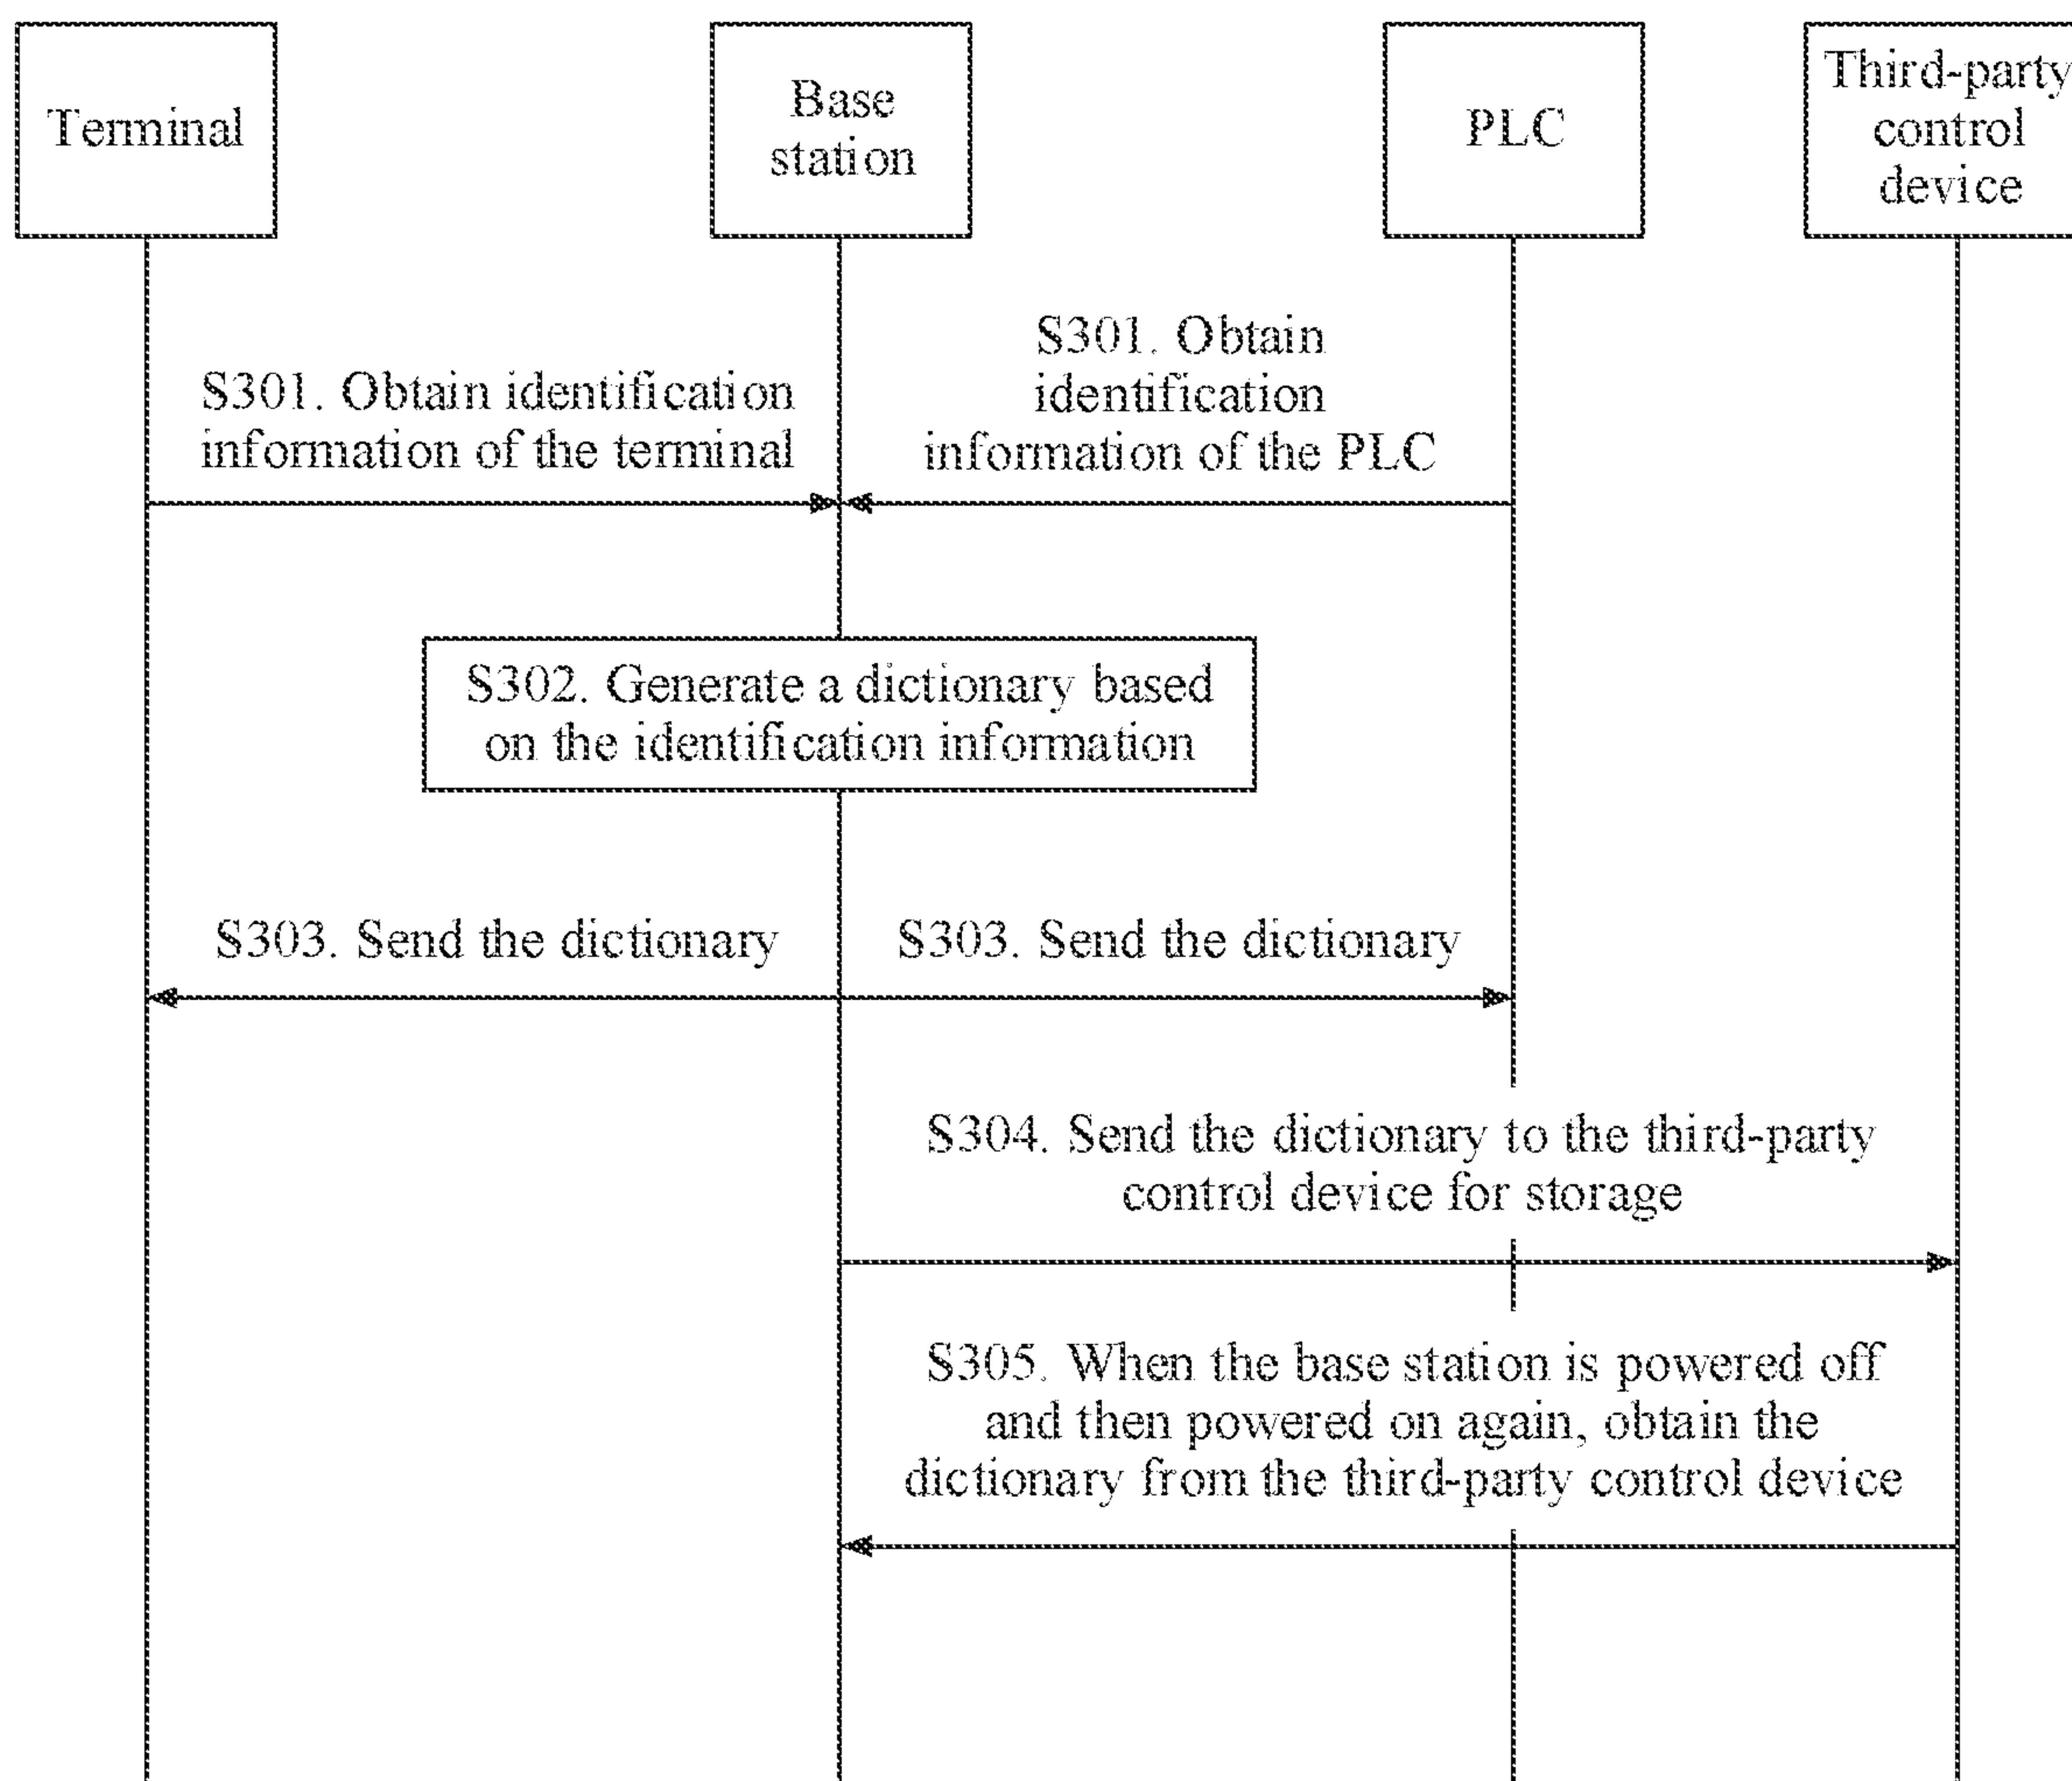 Terminal
Base
station
PLC
Third-party
control
device
S301. Obtain identification
information of the terminal
S301. Obtain
identification
information of the PLC
S302. Generate a dictionary based
on the identification information
S303. Send the dictionary
S303. Send the dictionary
S304. Send the dictionary to the third-party
control device for storage
S305. When the base station is powered off
and then powered on again, obtain the
dictionary from the third-party control device